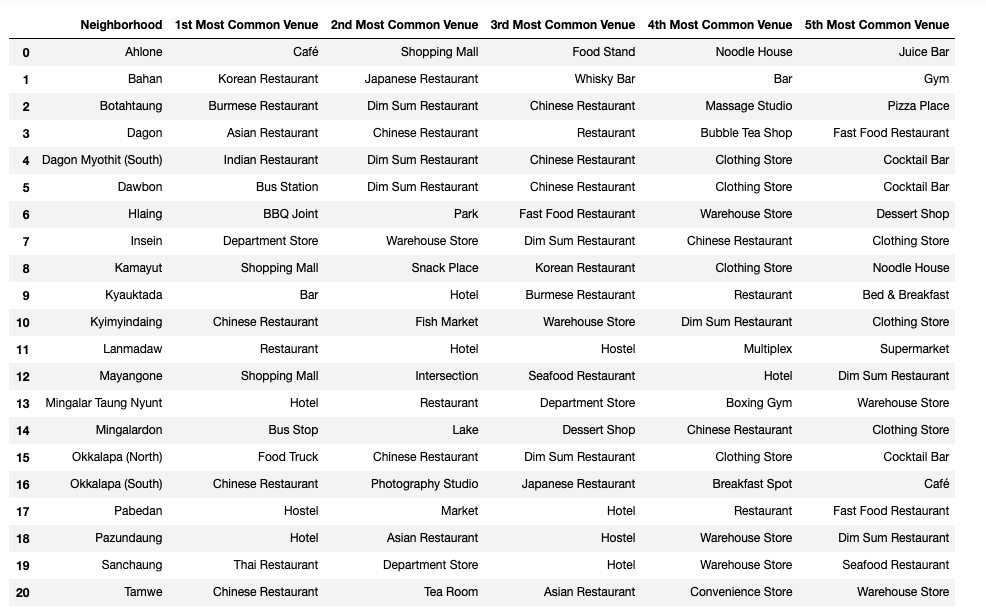 Neighborhood 1st Most Common Venue 2nd Most Common Venue 3rd Most Common Venue 4th Most Common Venue 5th Most Common Venue
0 Ahlone Café Shopping Mall Food Stand Noodle House Juice Bar
1 Bahan Korean Restaurant Japanese Restaurant Whisky Bar Bar Gym
2 Botahtaung Burmese Restaurant Dim Sum Restaurant Chinese Restaurant Massage Studio Pizza Place
3 Dagon Asian Restaurant Chinese Restaurant Restaurant Bubble Tea Shop Fast Food Restaurant
4 Dagon Myothit (South) Indian Restaurant Dim Sum Restaurant Chinese Restaurant Clothing Store Cocktail Bar
5 Dawbon Bus Station Dim Sum Restaurant Chinese Restaurant Clothing Store Cocktail Bar
6 Hlaing BBQ Joint Park Fast Food Restaurant Warehouse Store Dessert Shop
7 Insein Department Store Warehouse Store Dim Sum Restaurant Chinese Restaurant Clothing Store
8 Kamayut Shopping Mall Snack Place Korean Restaurant Clothing Store Noodle House
9 Kyauktada Bar Hotel Burmese Restaurant Restaurant Bed & Breakfast
10 Kyimyindaing Chinese Restaurant Fish Market Warehouse Store Dim Sum Restaurant Clothing Store
11 Lanmadaw Restaurant Hotel Hostel Multiplex Supermarket
12 Mayangone Shopping Mall Intersection Seafood Restaurant Hotel Dim Sum Restaurant
13 Mingalar Taung Nyunt Hotel Restaurant Department Store Boxing Gym Warehouse Store
14 Mingalardon Bus Stop Lake Dessert Shop Chinese Restaurant Clothing Store
15 Okkalapa (North) Food Truck Chinese Restaurant Dim Sum Restaurant Clothing Store Cocktail Bar
16 Okkalapa (South) Chinese Restaurant Photography Studio Japanese Restaurant Breakfast Spot Café
17 Pabedan Hostel Market Hotel Restaurant Fast Food Restaurant
18 Pazundaung Hotel Asian Restaurant Hostel Warehouse Store Dim Sum Restaurant
19 Sanchaung Thai Restaurant Department Store Hotel Warehouse Store Seafood Restaurant
20 Tamwe Chinese Restaurant Tea Room Asian Restaurant Convenience Store Warehouse Store